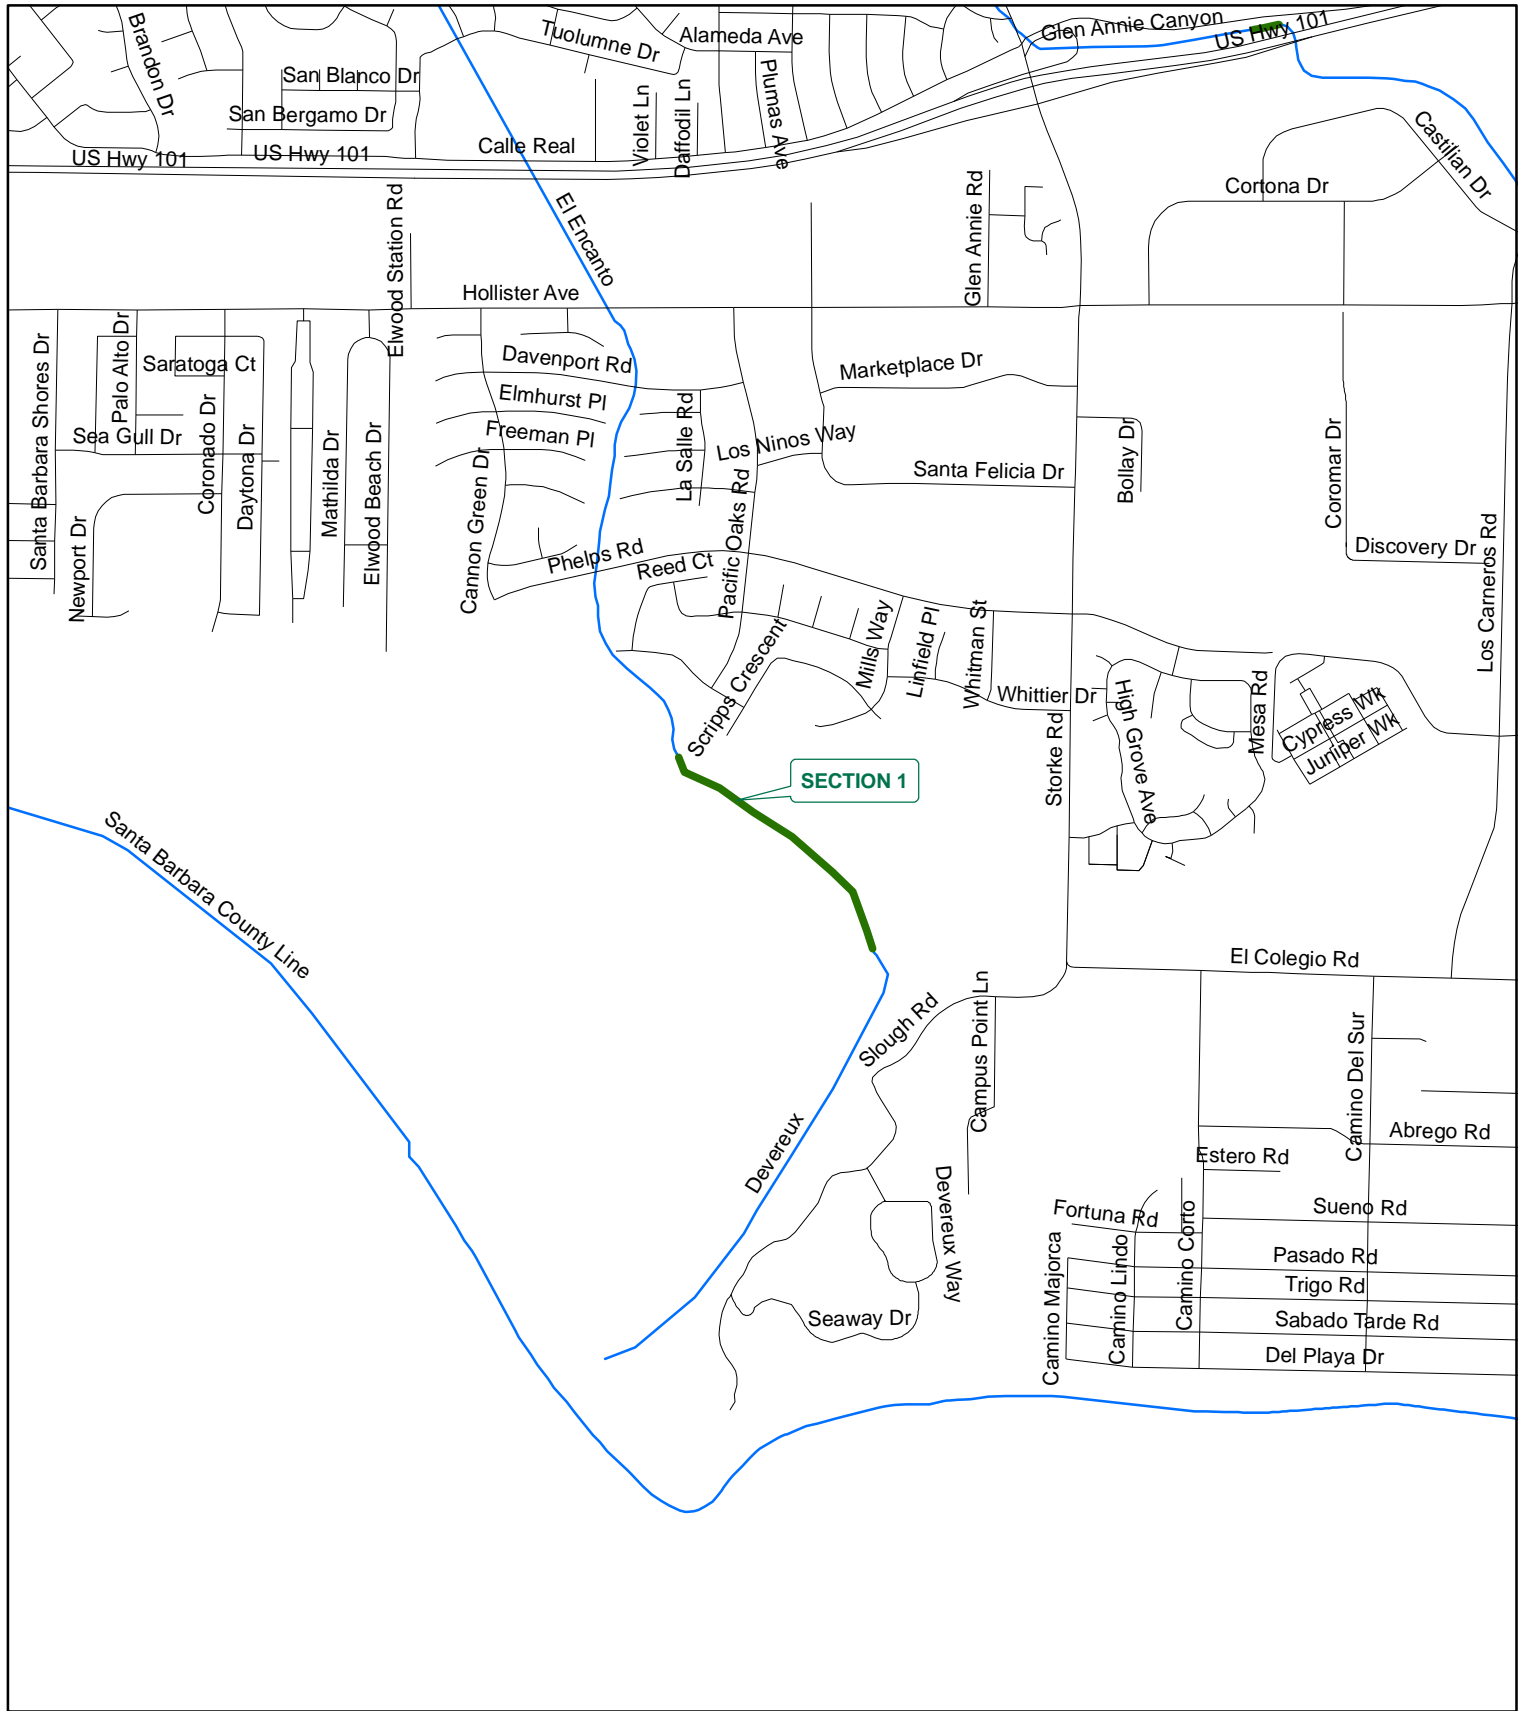 Glen Annie Canyon
US Hwy 101
Brandon Dr
Tuolumne Dr
Alameda Ave
San Blanco Dr
Plumas Ave
San Bergamo Dr
Violet Ln
Daffodil Ln
Calle Real
US Hwy 101
US Hwy 101
Castilian Dr
Cortona Dr
Elwood Station Rd
El Encanto
Glen Annie Rd
Hollister Ave
Santa Barbara Shores Dr
Palo Alto Dr
Saratoga Ct
Davenport Rd
Marketplace Dr
Elmhurst Pl
Sea Gull Dr
Coronado Dr
Daytona Dr
Mathilda Dr
Elwood Beach Dr
Freeman Pl
La Salle Rd
Los Ninos Way
Santa Felicia Dr
Bollay Dr
Coromar Dr
Newport Dr
Cannon Green Dr
Phelps Rd
Reed Ct
Pacific Oaks Rd
Discovery Dr
Los Carneros Rd
Scripps Crescent
Mills Way
Linfield Pl
Whitman St
Whittier Dr
Storke Rd
High Grove Ave
Mesa Rd
Cypress Wk
Juniper Wk
SECTION 1
Santa Barbara County Line
El Colegio Rd
Slough Rd
Campus Point Ln
Camino Del Sur
Devereux
Abrego Rd
Estero Rd
Devereux Way
Fortuna Rd
Sueno Rd
Camino Majorca
Camino Lindo
Camino Corto
Pasado Rd
Trigo Rd
Seaway Dr
Sabado Tarde Rd
Del Playa Dr